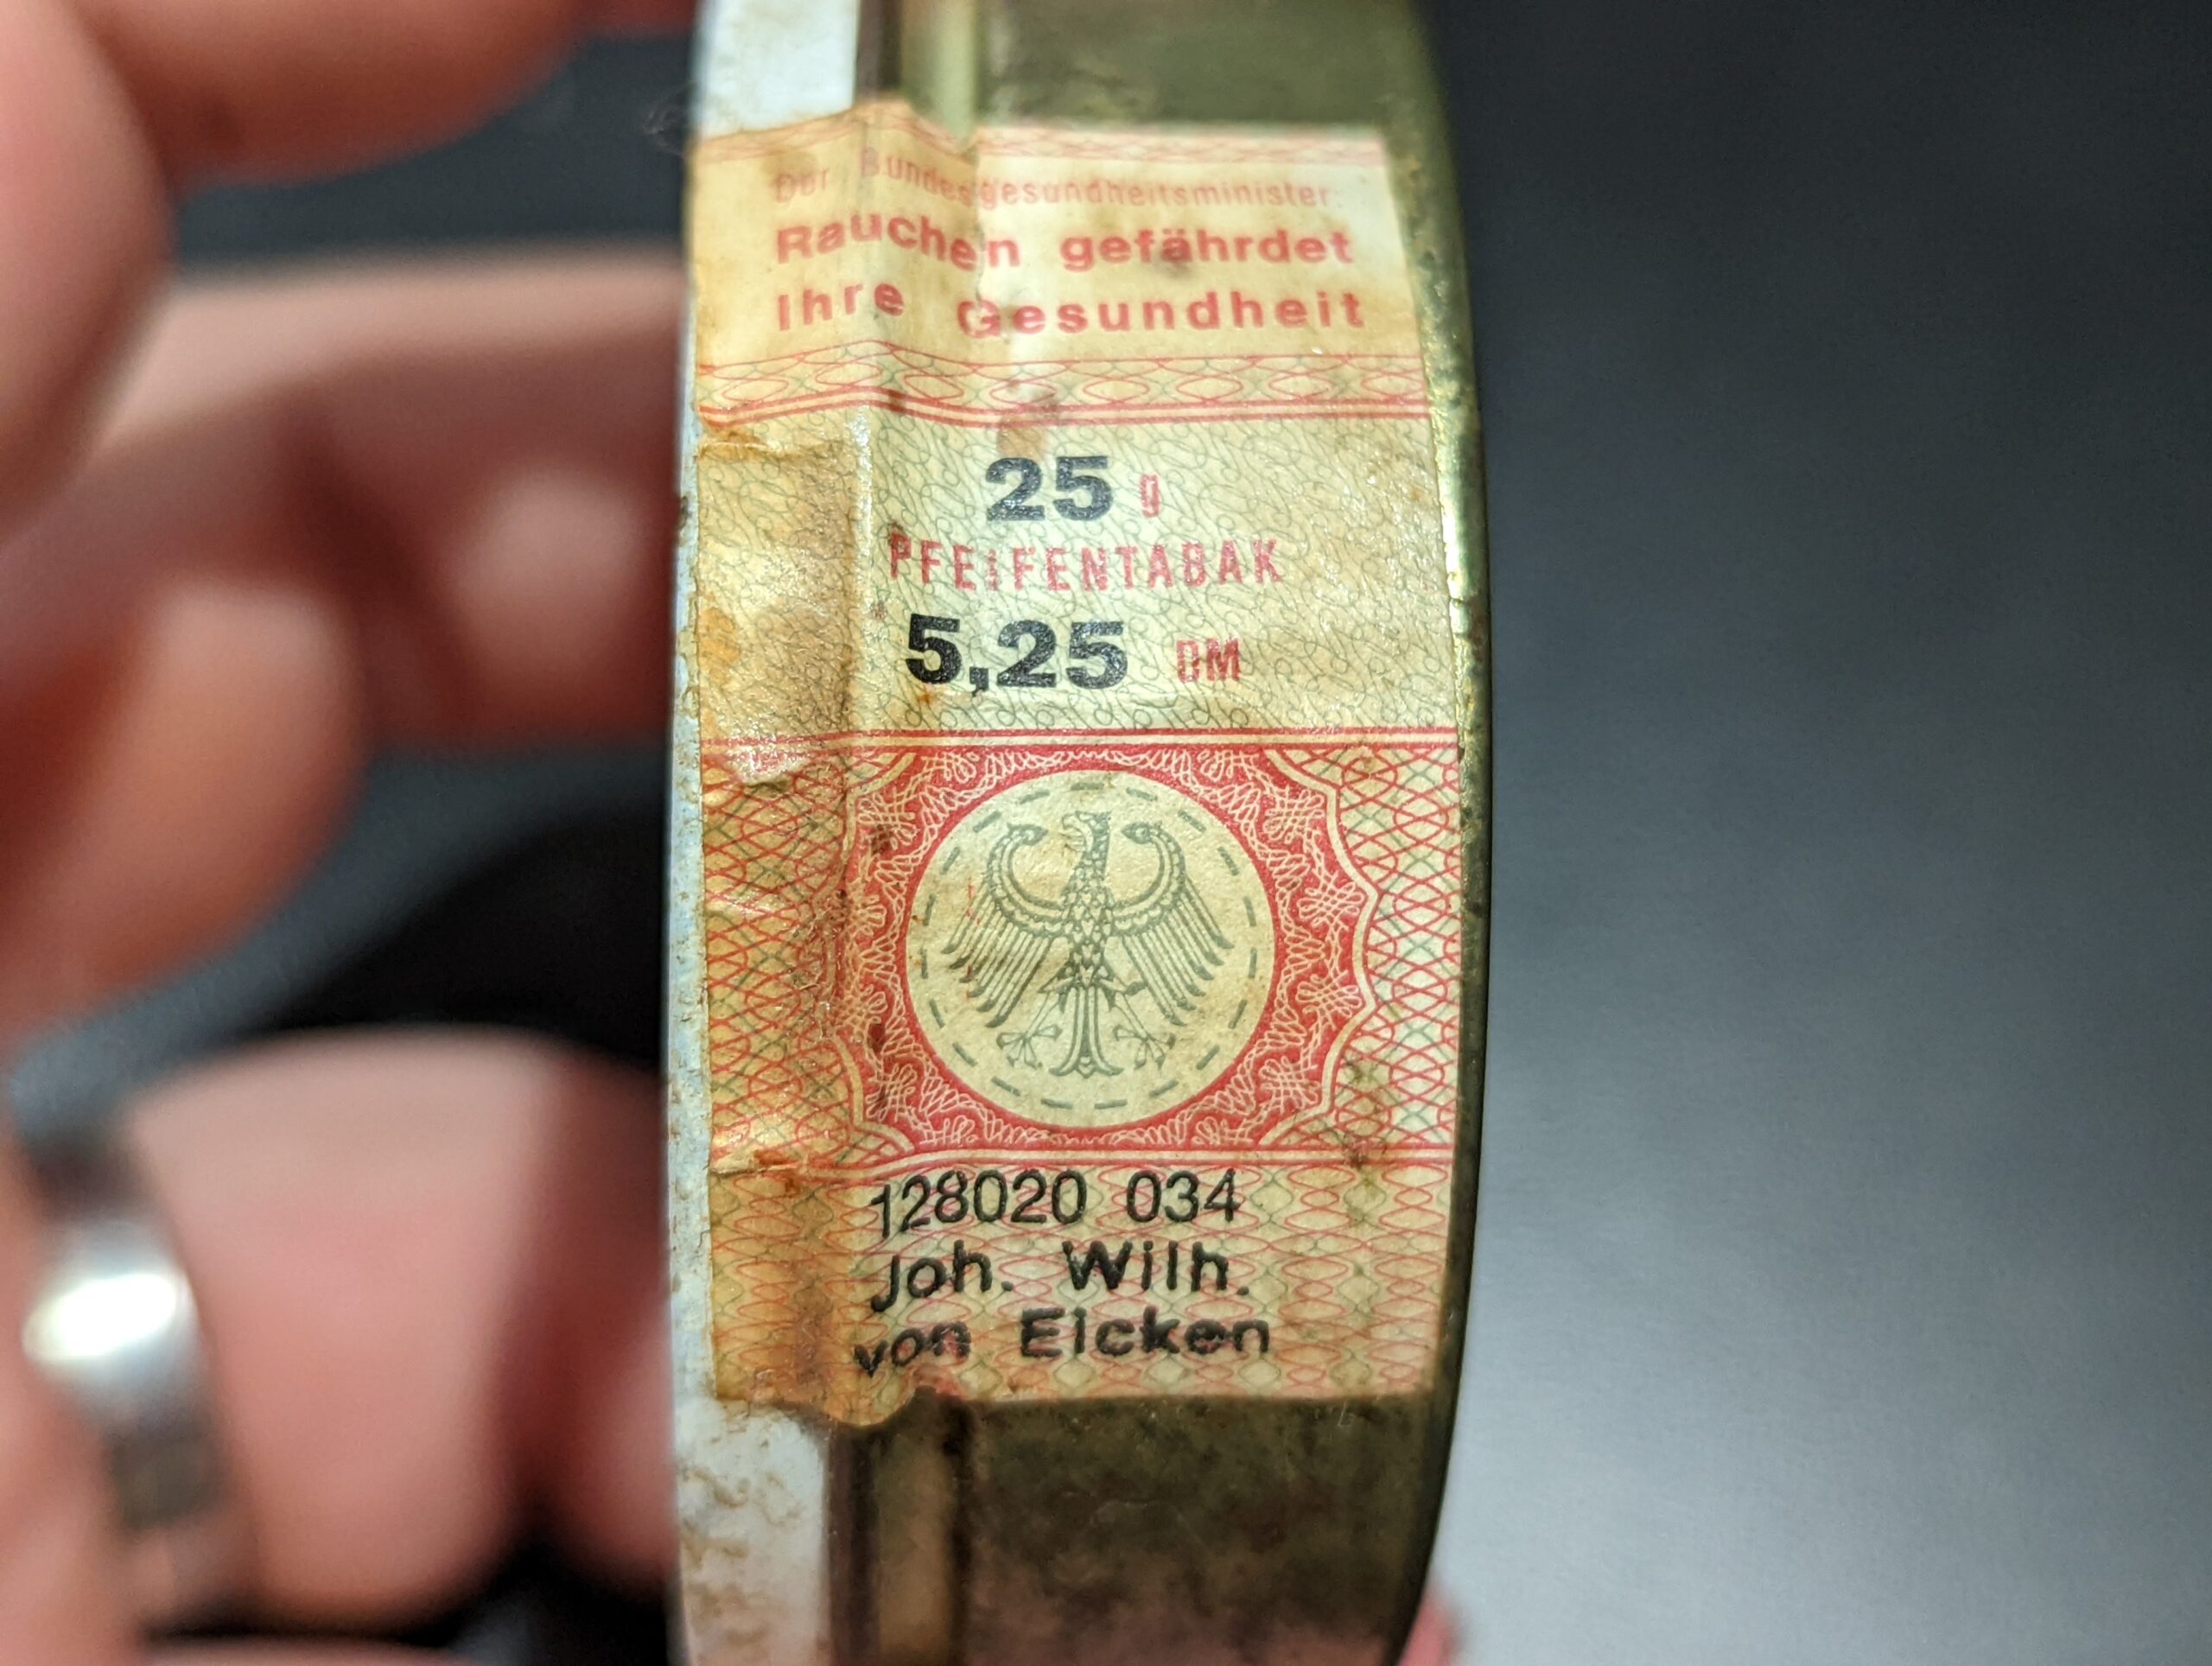 Der Bundesgesundheitsminister:
Rauchen gefährdet
Ihre Gesundheit
25 g
PFEIFENTABAK
5,25 DM
128020 034
Joh. Wilh.
von Eicken